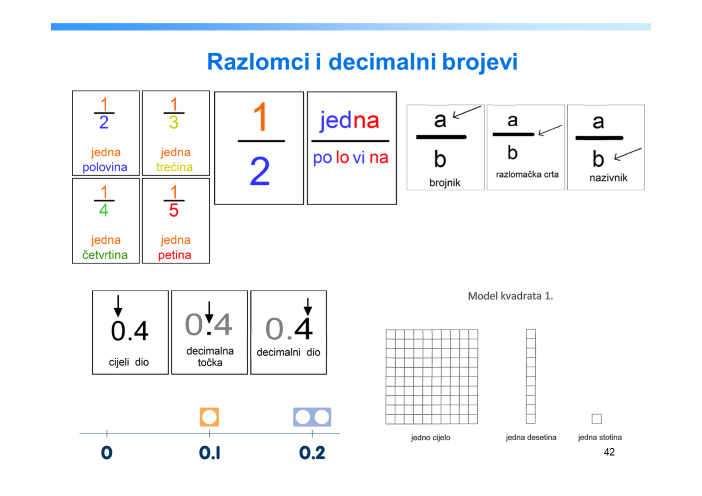 Razlomci i decimalni brojevi
1
2
jedna
polovina
1
3
jedna
trećina
1
4
jedna
četvrtina
1
5
jedna
petina
1
2
jedna
po lo vi na
a
b
brojnik
a
b
razlomačka crta
a
b
nazivnik
0.4
cijeli dio
0.4
decimalna
točka
0.4
decimalni dio
0
0.1
0.2
Model kvadrata 1.
jedno cijelo
jedna desetina
jedna stotina
42